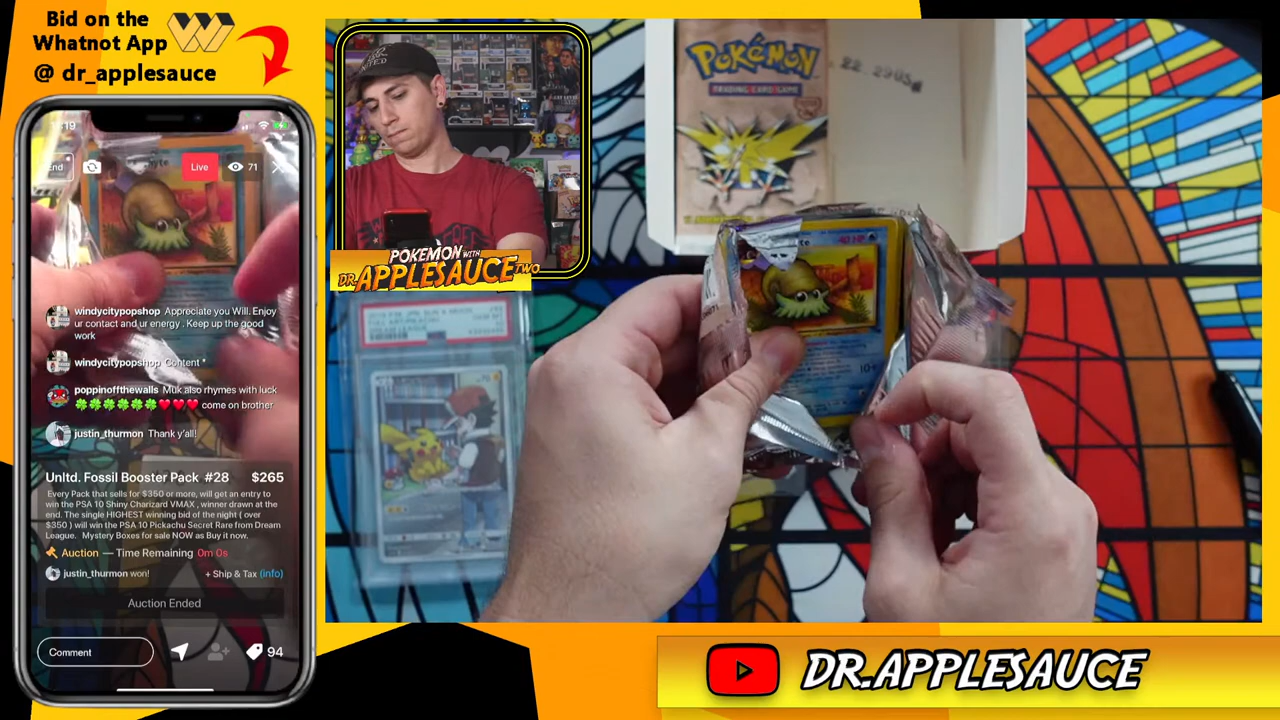 Bid on the
Whatnot App
@ dr_applesauce
Live
71
windycitypopshop Appreciate you Will. Enjoy
ur contact and ur energy . Keep up the good
work
windycitypopshop Content *
poppinoffthewalls Muk also rhymes with luck
come on brother
justin_thurmon Thank y'all!
Unltd. Fossil Booster Pack #28 $265
Every Pack that sells for $350 or more, will get an entry to
win the PSA 10 Shiny Charizard VMAX , winner drawn at the
end. The single HIGHEST winning bid of the night ( over
$350 ) will win the PSA 10 Pickachu Secret Rare from Dream
League. Mystery Boxes for sale NOW as Buy it now.
Auction — Time Remaining 0m 0s
justin_thurmon won! + Ship & Tax (info)
Auction Ended
Comment
94
POKEMON WITH
DR. APPLESAUCE TWO
POKéMON
TRADING CARD GAME
40 HP
DR.APPLESAUCE